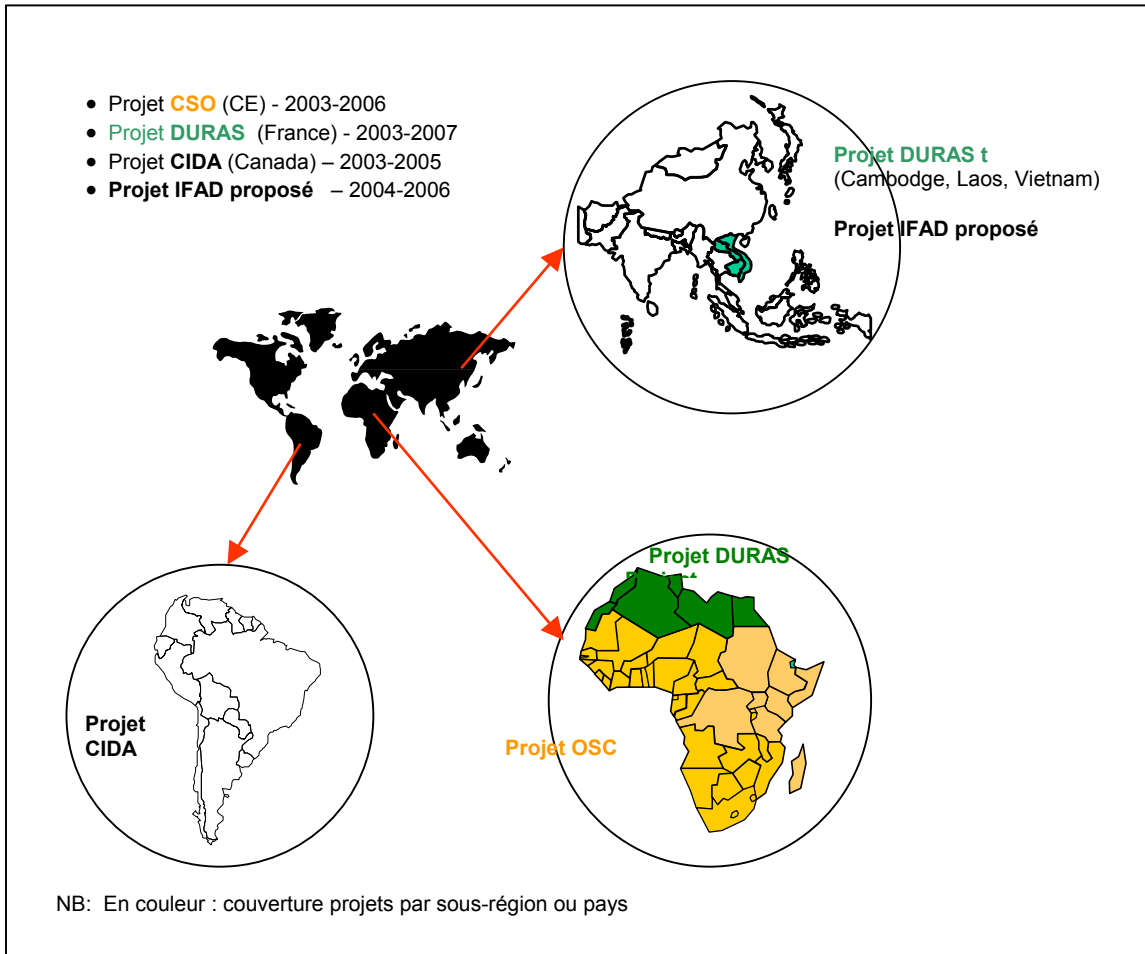 • Projet CSO (CE) - 2003-2006
• Projet DURAS (France) - 2003-2007
• Projet CIDA (Canada) – 2003-2005
• Projet IFAD proposé – 2004-2006
Projet DURAS t
(Cambodge, Laos, Vietnam)
Projet IFAD proposé
Projet
CIDA
Projet DURAS
Projet OSC
NB: En couleur : couverture projets par sous-région ou pays